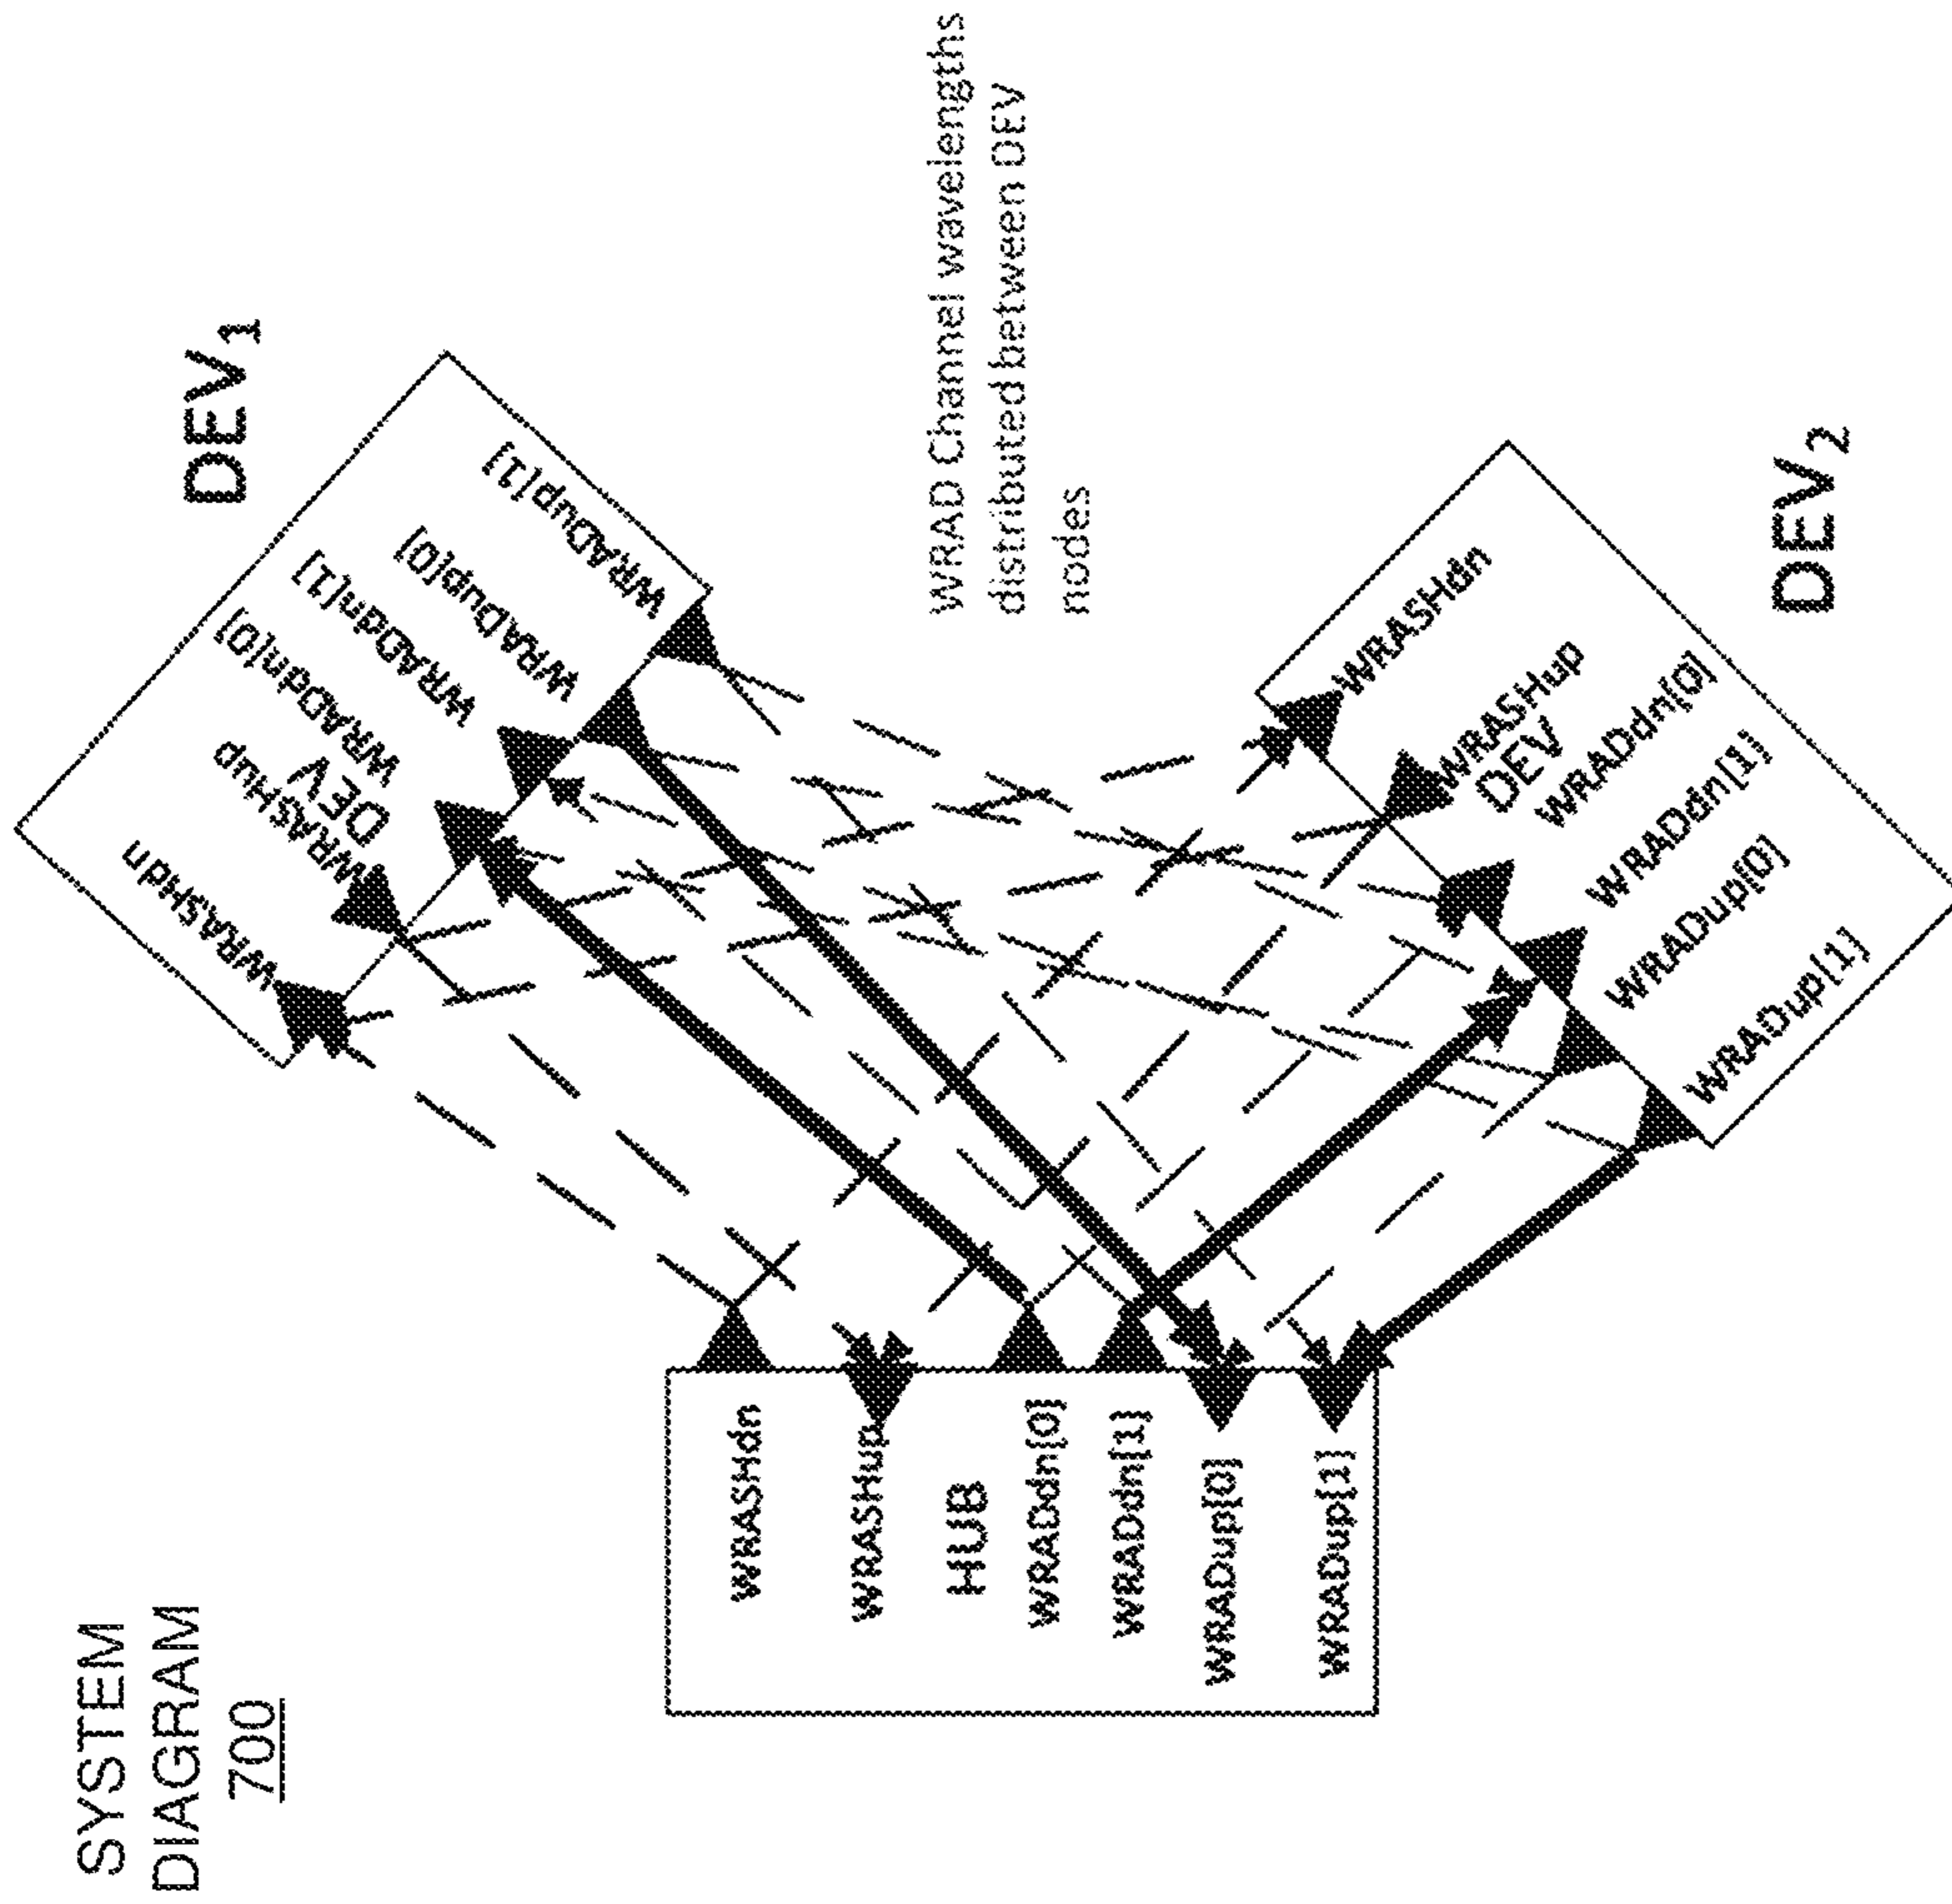 SYSTEM
DIAGRAM
700
DEV1
WRASHdn
WRASHup
DEV
WRADdn[0]
WRADdn[1]
WRADup[0]
WRADup[1]
WRAD Channel wavelengths
distributed between DEV
nodes
WRASHdn
WRASHup
HUB
WRADdn[0]
WRADdn[1]
WRADup[0]
WRADup[1]
WRASHdn
WRASHup
DEV
WRADdn[0]
WRADdn[1]
WRADup[0]
WRADup[1]
DEV2